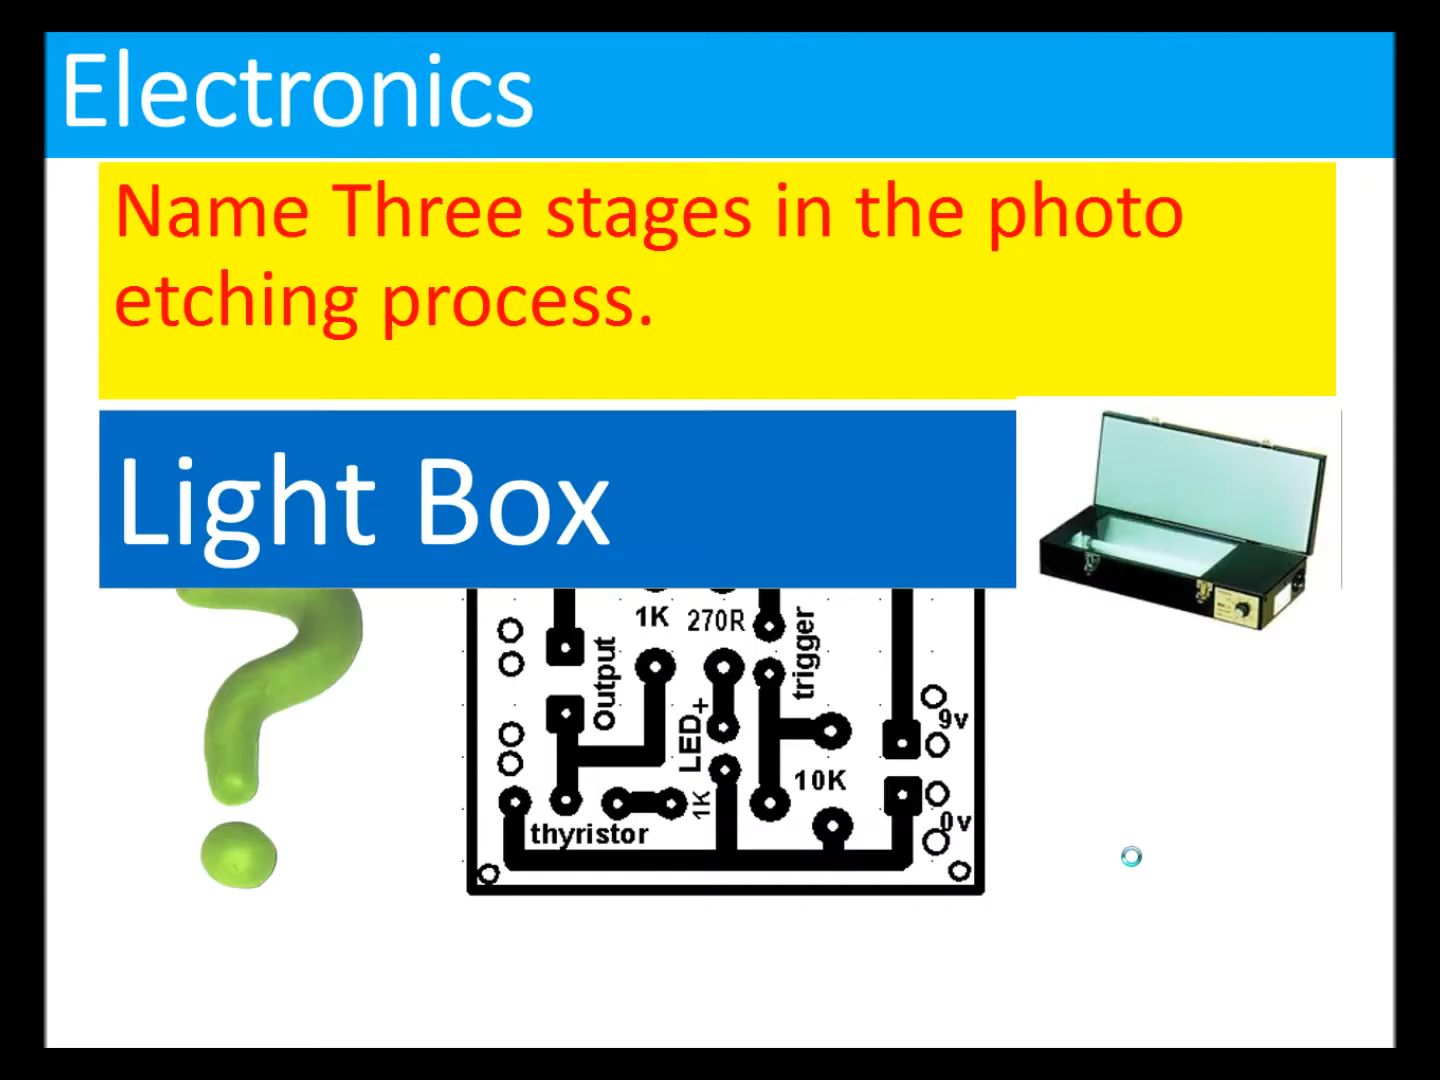 Electronics
Name Three stages in the photo
etching process.
Light Box
1K
270R
trigger
Output
LED
+
9v
10K
1K
thyristor
0v